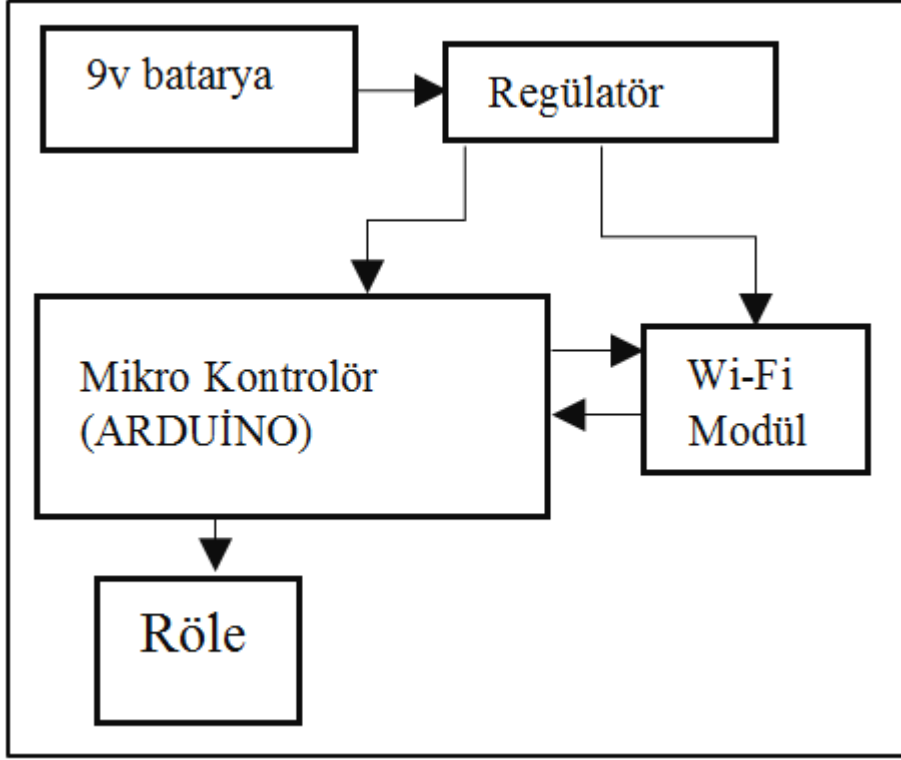 9v batarya
Regülatör
Mikro Kontrolör
(ARDUİNO)
Wi-Fi
Modül
Röle